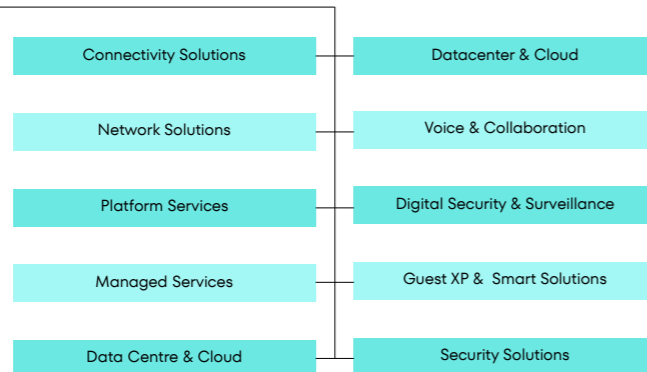 Connectivity Solutions
Datacenter & Cloud
Network Solutions
Voice & Collaboration
Platform Services
Digital Security & Surveillance
Managed Services
Guest XP & Smart Solutions
Data Centre & Cloud
Security Solutions